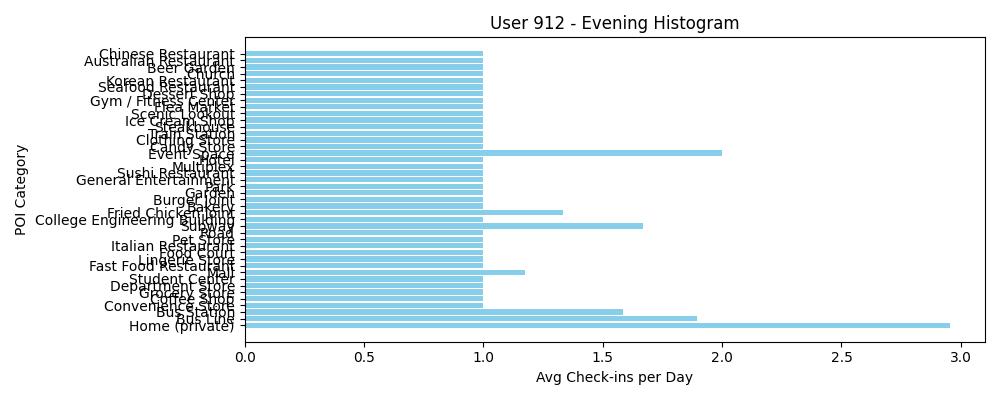 User 912 - Evening Histogram
Chinese Restaurant
Australian Restaurant
Beer Garden
Church
Korean Restaurant
Seafood Restaurant
Dessert Shop
Gym / Fitness Center
Flea Market
Scenic Lookout
Ice Cream Shop
Steakhouse
Train Station
Clothing Store
Candy Store
Event Space
Hotel
Multiplex
Sushi Restaurant
General Entertainment
Park
Garden
Burger Joint
Bakery
Fried Chicken Joint
College Engineering Building
Subway
Road
Pet Store
Italian Restaurant
Food Court
Lingerie Store
Fast Food Restaurant
Mall
Student Center
Department Store
Grocery Store
Coffee Shop
Convenience Store
Bus Station
Bus Line
Home (private)
POI Category
0.0 0.5 1.0 1.5 2.0 2.5 3.0
Avg Check-ins per Day